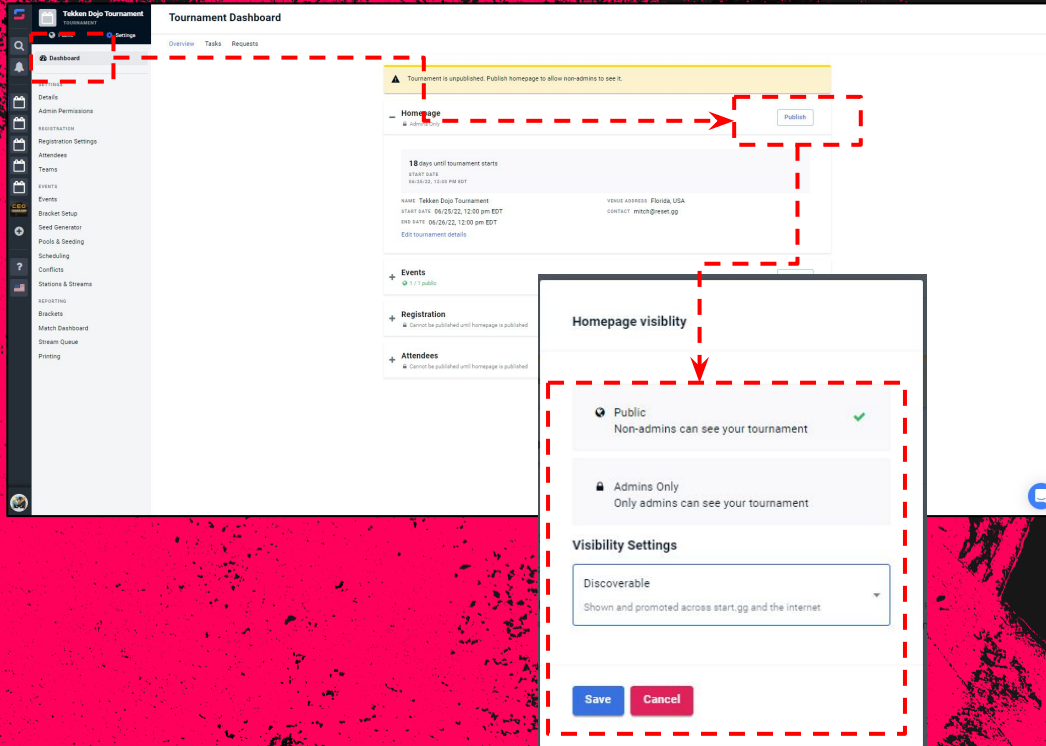 Tekken Dojo Tournament
TOURNAMENT
Settings
Dashboard
SETTINGS
Details
Admin Permissions
REGISTRATION
Registration Settings
Attendees
Teams
EVENTS
Events
Bracket Setup
Seed Generator
Pools & Seeding
Scheduling
Conflicts
Stations & Streams
REPORTING
Brackets
Match Dashboard
Stream Queue
Printing
CEO
?
Tournament Dashboard
Overview Tasks Requests
Tournament is unpublished. Publish homepage to allow non-admins to see it.
Homepage
Admins Only
Publish
18 days until tournament starts
START DATE
06/25/22, 12:00 PM EDT
NAME Tekken Dojo Tournament
START DATE 06/25/22, 12:00 pm EDT
END DATE 06/26/22, 12:00 pm EDT
Edit tournament details
VENUE ADDRESS Florida, USA
CONTACT mitch@reset.gg
Events
1 / 1 public
Registration
Cannot be published until homepage is published
Attendees
Cannot be published until homepage is published
Homepage visiblity
Public
Non-admins can see your tournament
Admins Only
Only admins can see your tournament
Visibility Settings
Discoverable
Shown and promoted across start.gg and the internet
Save Cancel